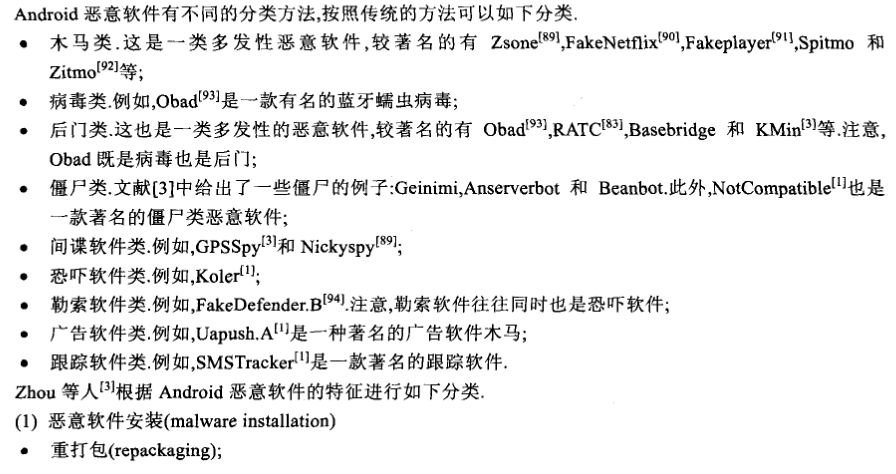 Android 恶意软件有不同的分类方法,按照传统的方法可以如下分类.
• 木马类.这是一类多发性恶意软件,较著名的有 Zsone[89],FakeNetflix[90],Fakeplayer[91],Spitmo 和
Zitmo[92]等;
• 病毒类.例如,Obad[93]是一款有名的蓝牙蠕虫病毒;
• 后门类.这也是一类多发性的恶意软件,较著名的有 Obad[93],RATC[83],Basebridge 和 KMin[3]等.注意,
Obad 既是病毒也是后门;
• 僵尸类.文献[3]中给出了一些僵尸的例子:Geinimi,Anserverbot 和 Beanbot.此外,NotCompatible[1]也是
一款著名的僵尸类恶意软件;
• 间谍软件类.例如,GPSSpy[3]和 Nickyspy[89];
• 恐吓软件类.例如,Koler[1];
• 勒索软件类.例如,FakeDefender.B[94].注意,勒索软件往往同时也是恐吓软件;
• 广告软件类.例如,Uapush.A[1]是一种著名的广告软件木马;
• 跟踪软件类.例如,SMSTracker[1]是一款著名的跟踪软件.
Zhou 等人[3]根据 Android 恶意软件的特征进行如下分类.
(1) 恶意软件安装(malware installation)
• 重打包(repackaging);